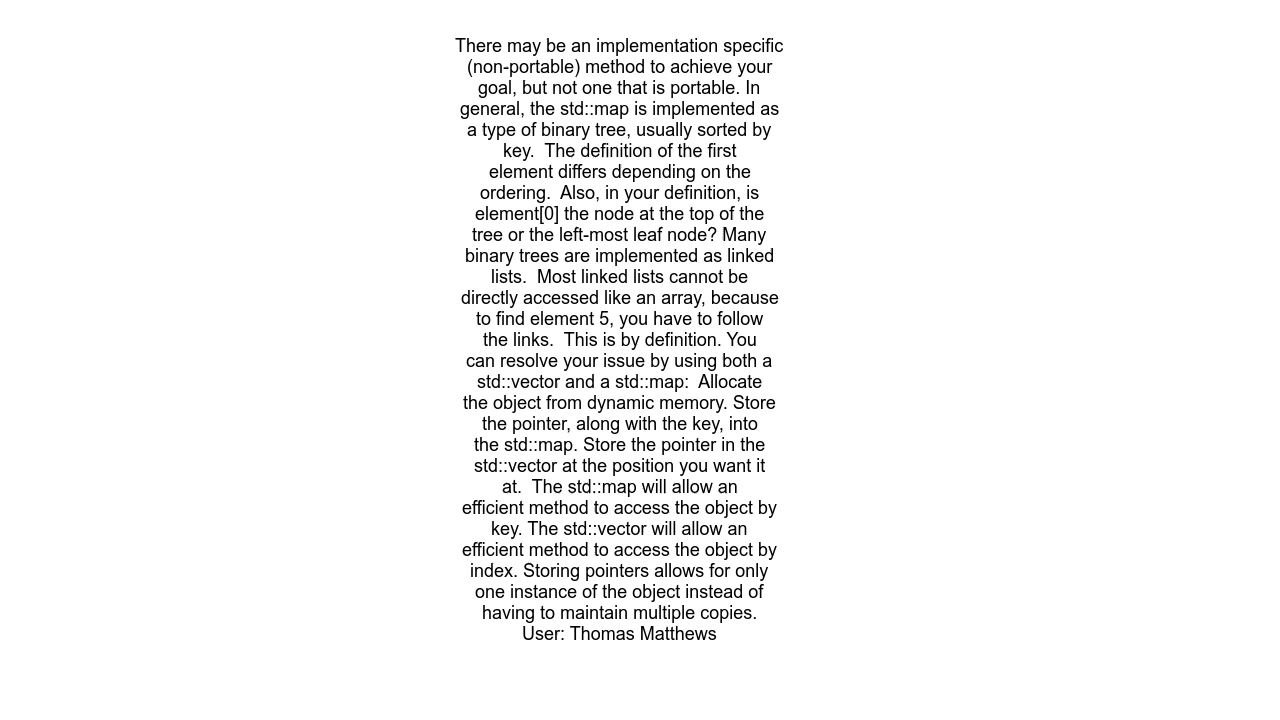 There may be an implementation specific
(non-portable) method to achieve your
goal, but not one that is portable. In
general, the std::map is implemented as
a type of binary tree, usually sorted by
key.  The definition of the first
element differs depending on the
ordering.  Also, in your definition, is
element[0] the node at the top of the
tree or the left-most leaf node? Many
binary trees are implemented as linked
lists.  Most linked lists cannot be
directly accessed like an array, because
to find element 5, you have to follow
the links.  This is by definition. You
can resolve your issue by using both a
std::vector and a std::map:  Allocate
the object from dynamic memory. Store
the pointer, along with the key, into
the std::map. Store the pointer in the
std::vector at the position you want it
at.  The std::map will allow an
efficient method to access the object by
key. The std::vector will allow an
efficient method to access the object by
index. Storing pointers allows for only
one instance of the object instead of
having to maintain multiple copies.
User: Thomas Matthews